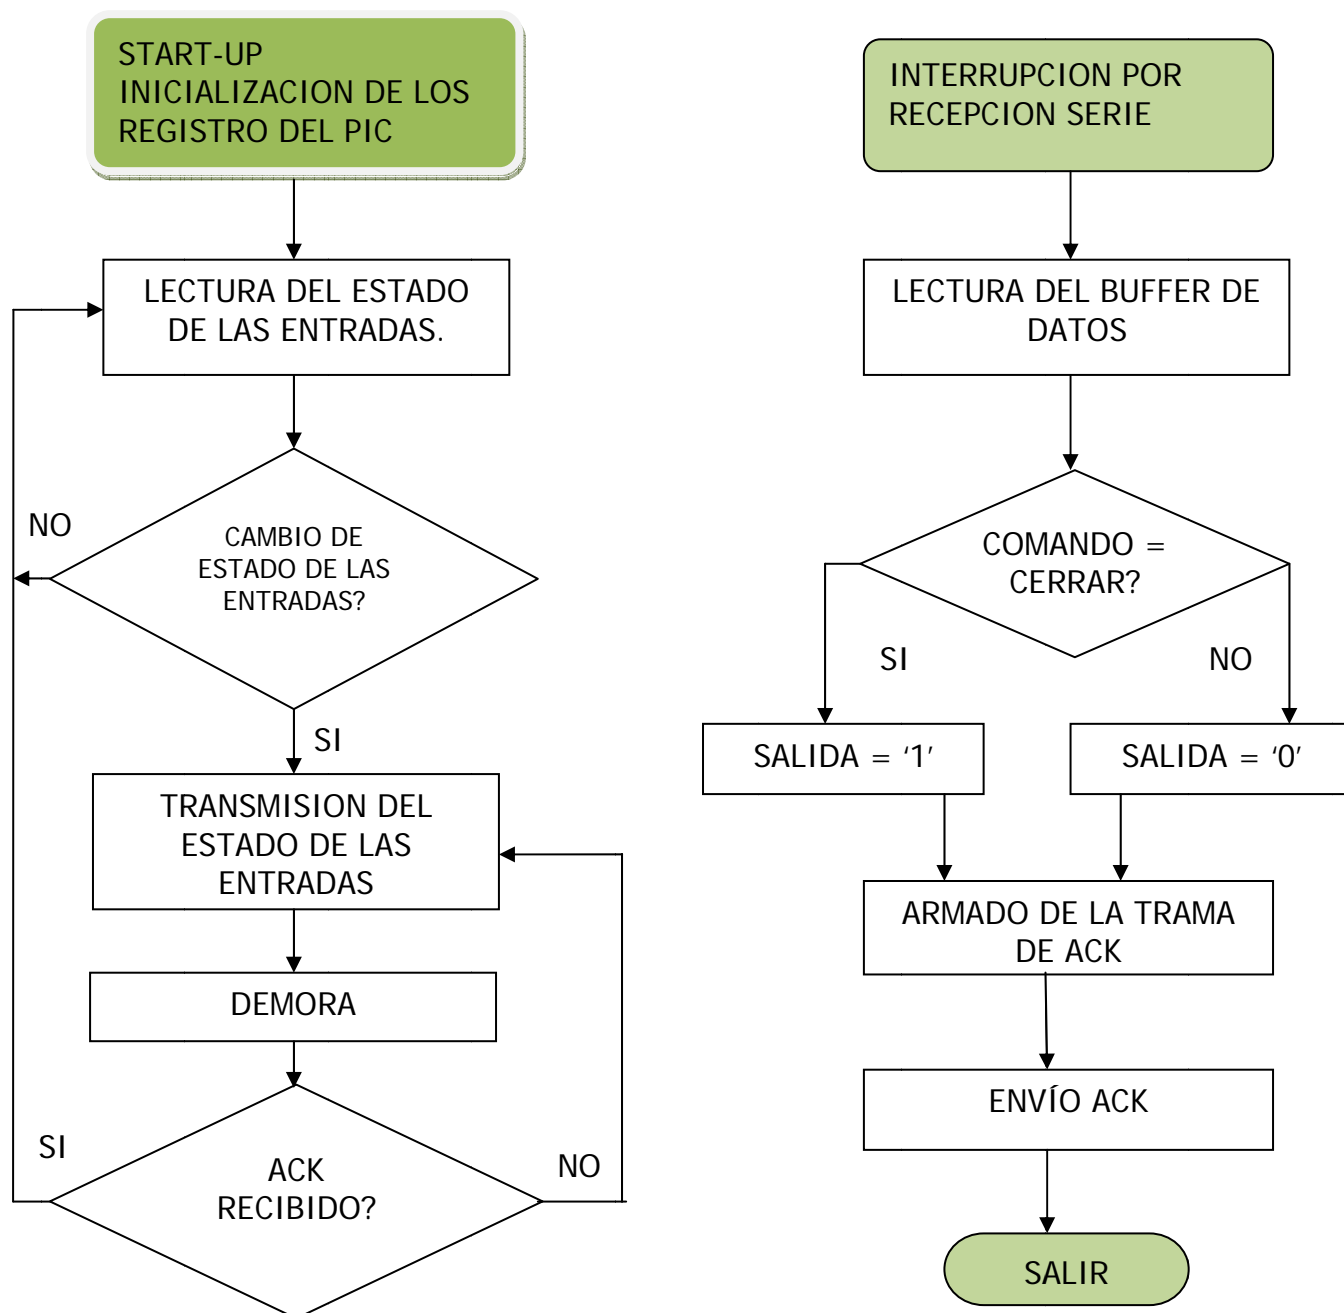 START-UP
INICIALIZACION DE LOS
REGISTRO DEL PIC
LECTURA DEL ESTADO
DE LAS ENTRADAS.
NO
CAMBIO DE
ESTADO DE LAS
ENTRADAS?
SI
TRANSMISION DEL
ESTADO DE LAS
ENTRADAS
DEMORA
SI
ACK
RECIBIDO?
NO
INTERRUPCION POR
RECEPCION SERIE
LECTURA DEL BUFFER DE
DATOS
COMANDO =
CERRAR?
SI
NO
SALIDA = ‘1’
SALIDA = ‘0’
ARMADO DE LA TRAMA
DE ACK
ENVÍO ACK
SALIR